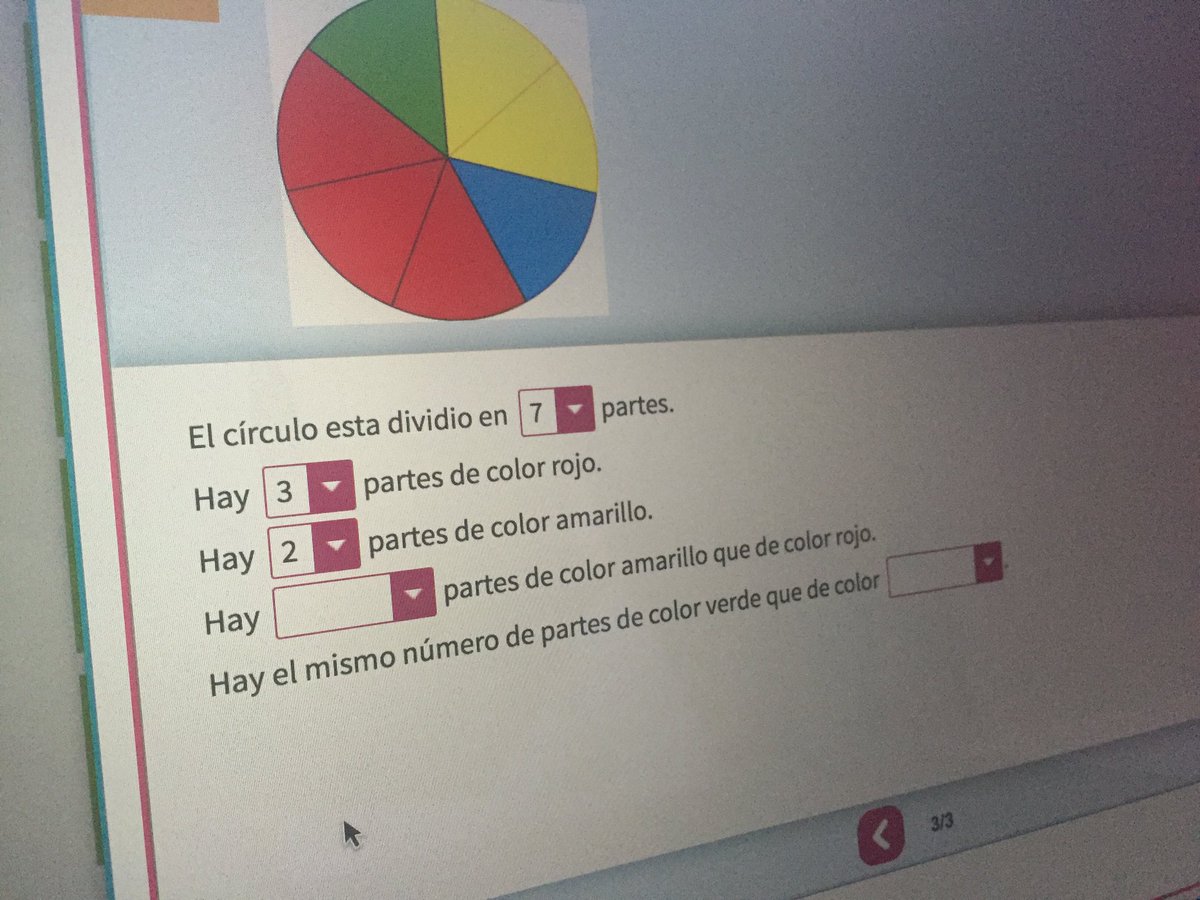 El círculo esta dividio en 7 partes.
Hay 3 partes de color rojo.
Hay 2 partes de color amarillo.
Hay partes de color amarillo que de color rojo.
Hay el mismo número de partes de color verde que de color .
3/3